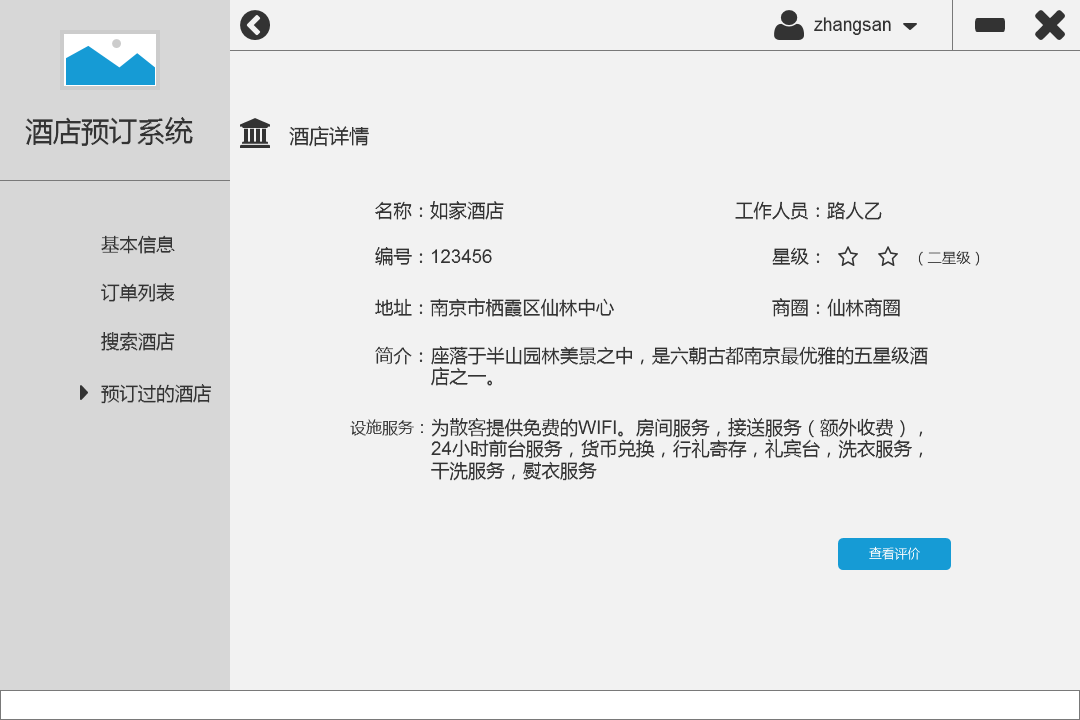 zhangsan
酒店预订系统
酒店详情
基本信息
订单列表
搜索酒店
预订过的酒店
名称：如家酒店
工作人员：路人乙
编号：123456
星级： （二星级）
地址：南京市栖霞区仙林中心
商圈：仙林商圈
简介：座落于半山园林美景之中，是六朝古都南京最优雅的五星级酒
店之一。
设施服务：为散客提供免费的WIFI。房间服务，接送服务（额外收费），
24小时前台服务，货币兑换，行礼寄存，礼宾台，洗衣服务，
干洗服务，熨衣服务
查看评价